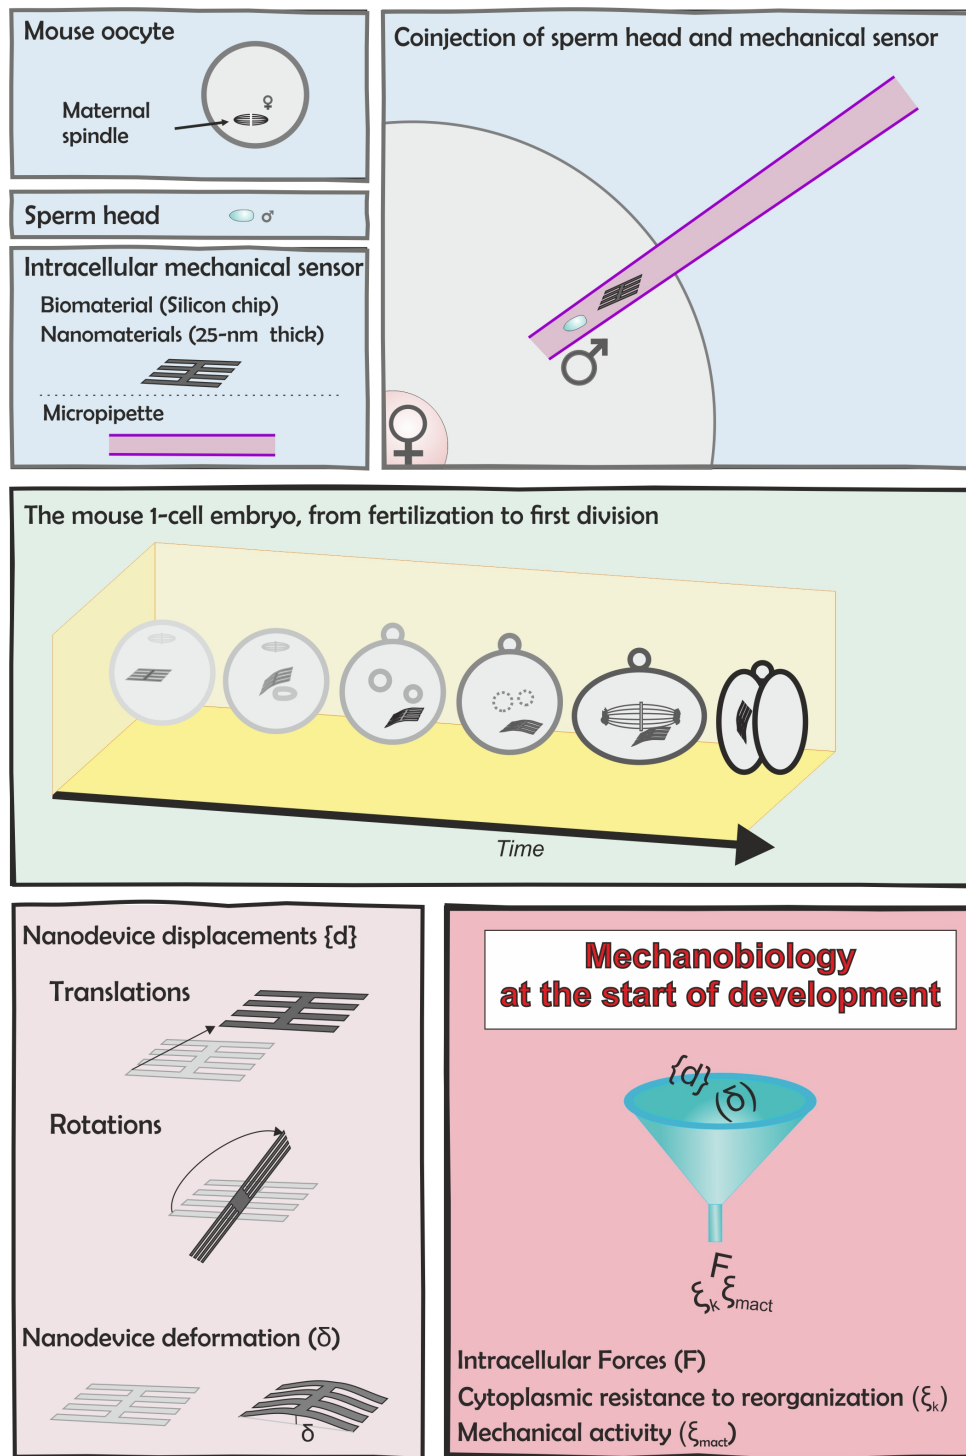 Mouse oocyte
♀
Maternal
spindle
Sperm head ♂
Intracellular mechanical sensor
Biomaterial (Silicon chip)
Nanomaterials (25-nm thick)
Micropipette
Coinjection of sperm head and mechanical sensor
♂
♀
The mouse 1-cell embryo, from fertilization to first division
Time
Nanodevice displacements {d}
Translations
Rotations
Nanodevice deformation (δ)
δ
Mechanobiology
at the start of development
{d}
(δ)
F
ξk ξmact
Intracellular Forces (F)
Cytoplasmic resistance to reorganization (ξk)
Mechanical activity (ξmact)